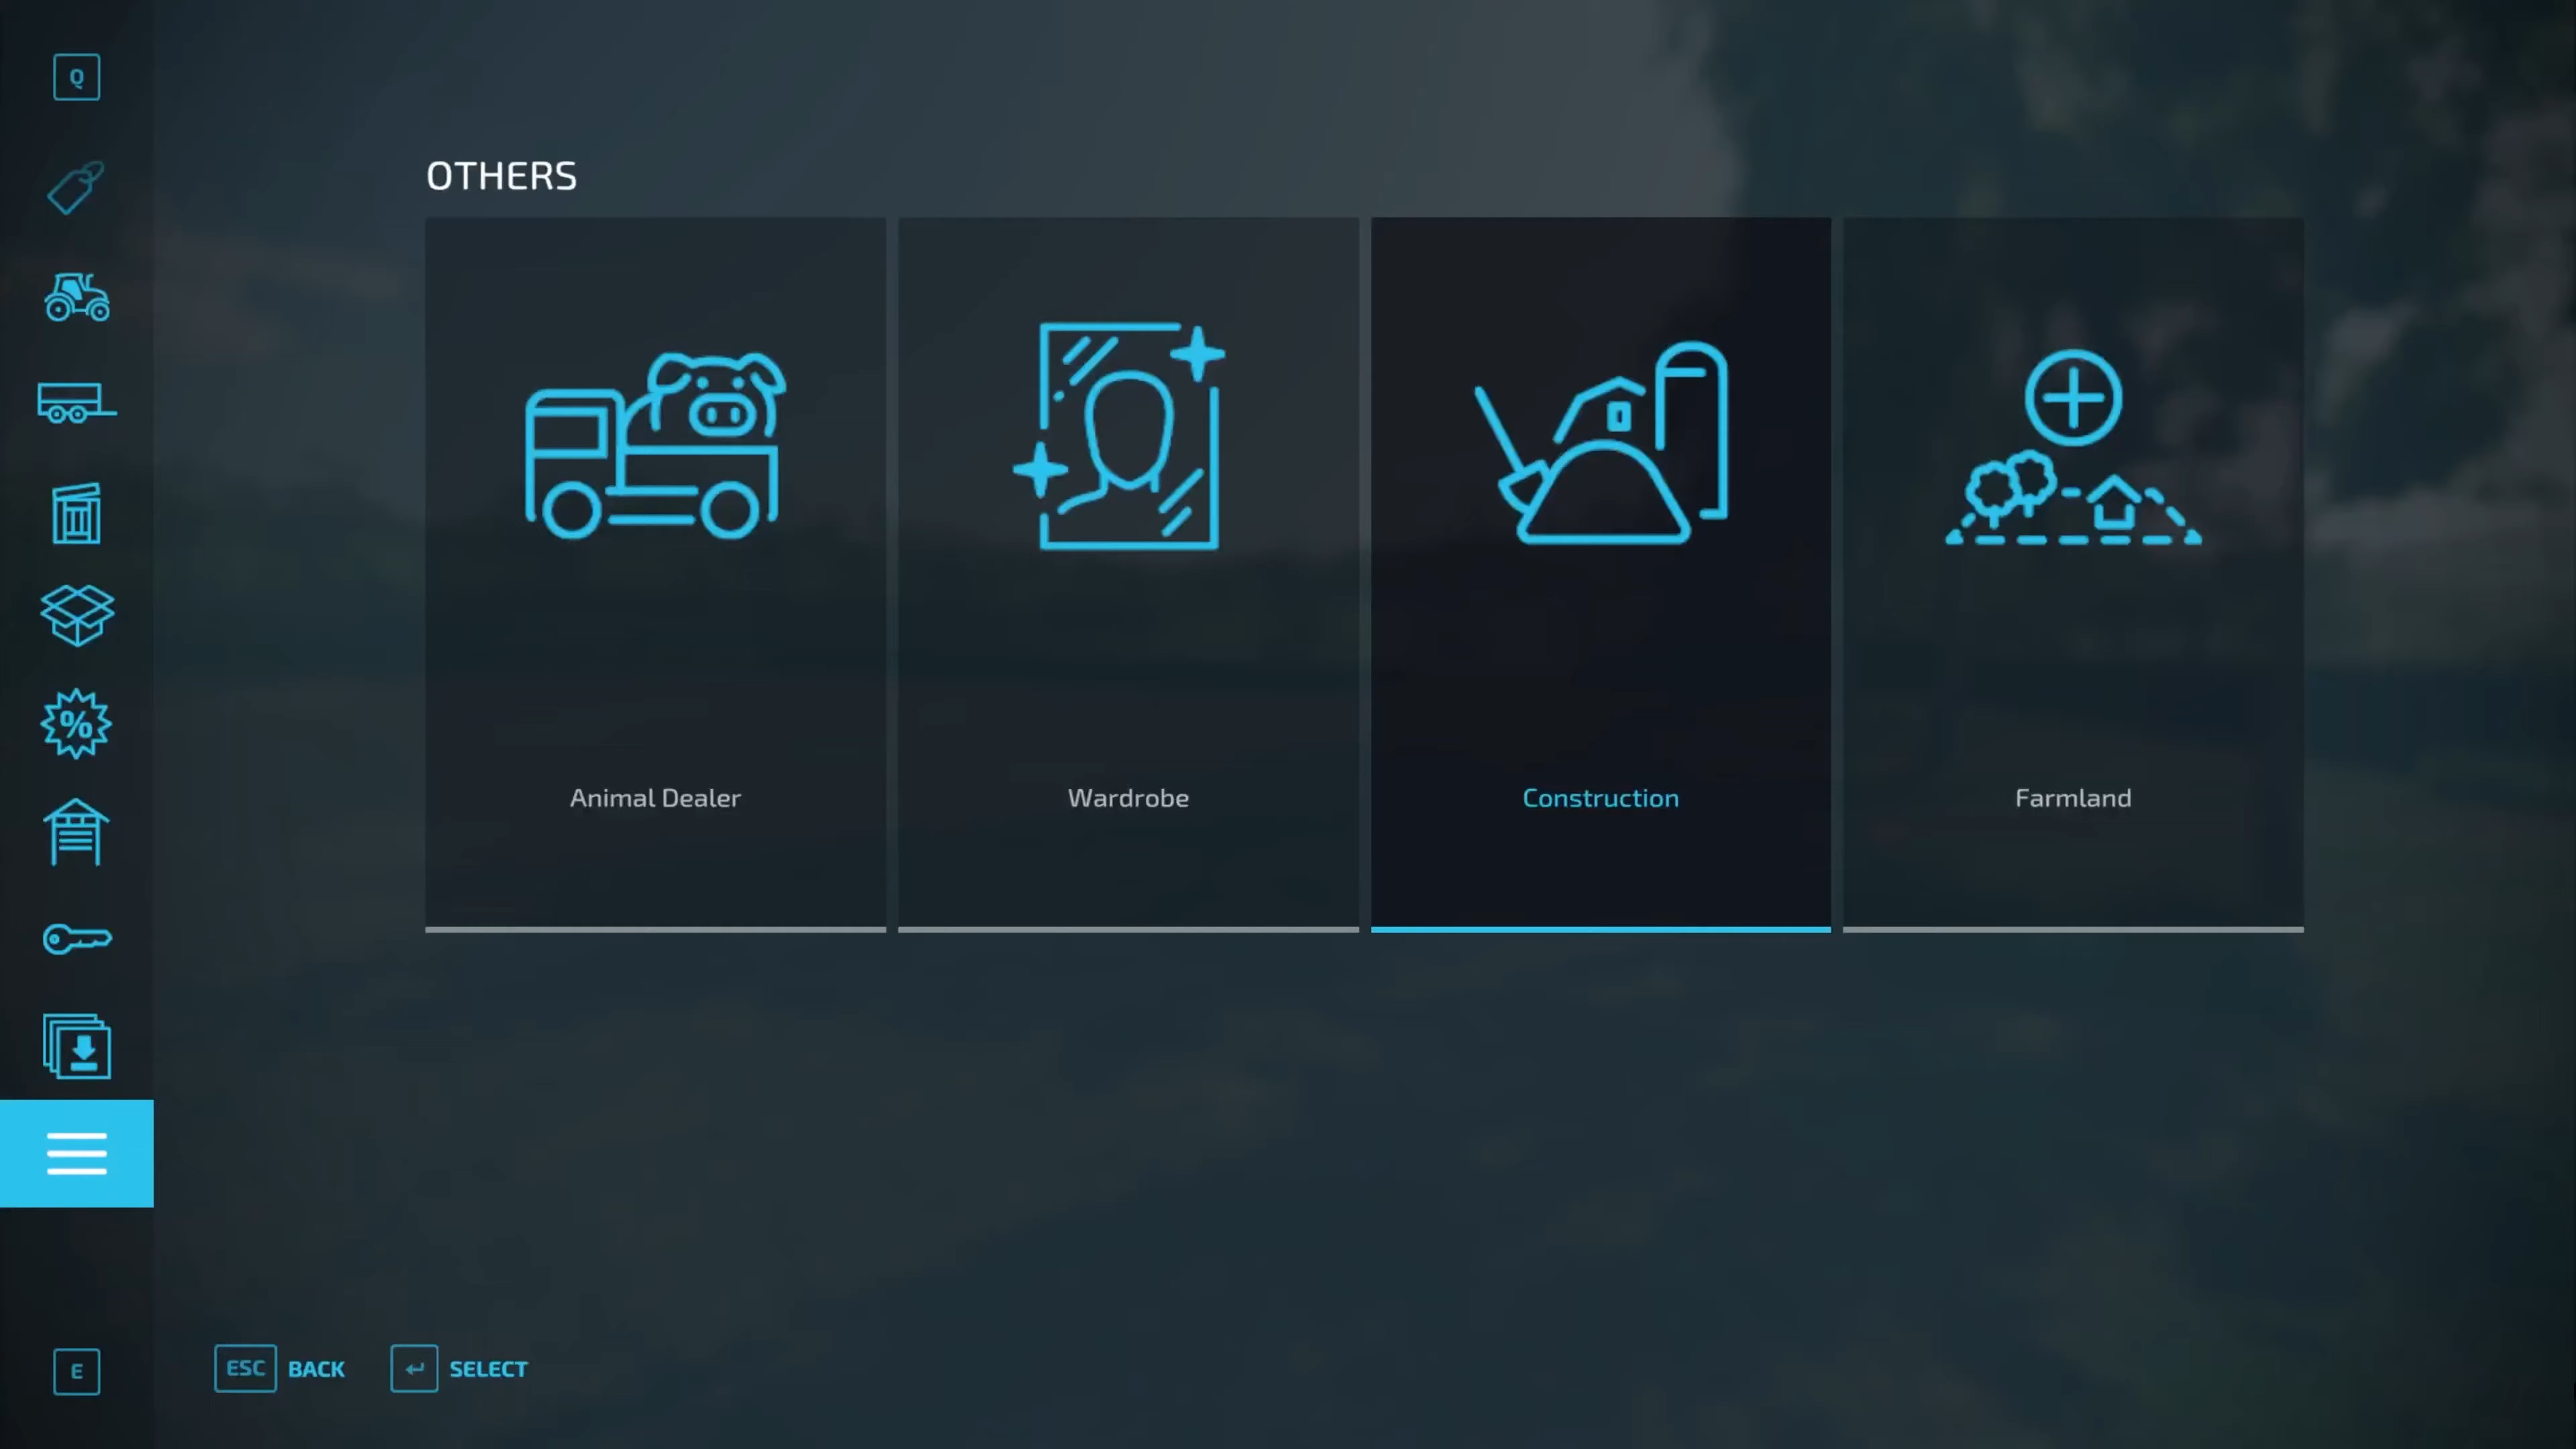 Q
OTHERS
%
Animal Dealer
Wardrobe
Construction
Farmland
E
ESC BACK
SELECT